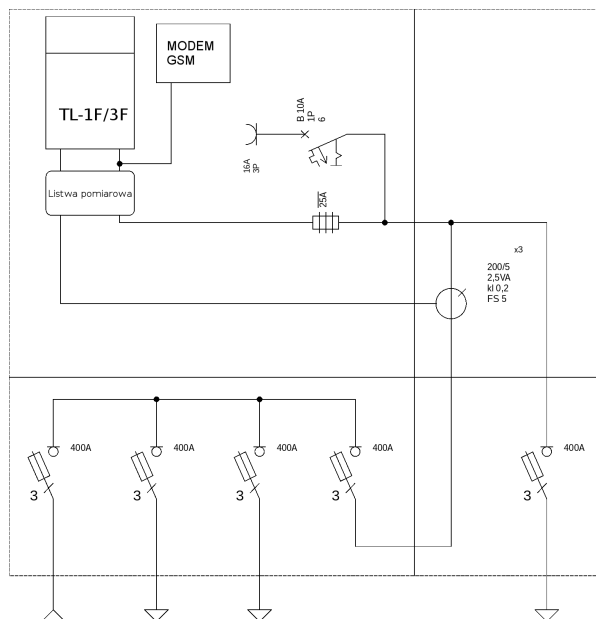 MODEM
GSM
TL-1F/3F
B 10A
1P
6
16A
3P
Listwa pomiarowa
25A
x3
200/5
2,5VA
kl 0,2
FS 5
400A
400A
400A
400A
400A
3
3
3
3
3